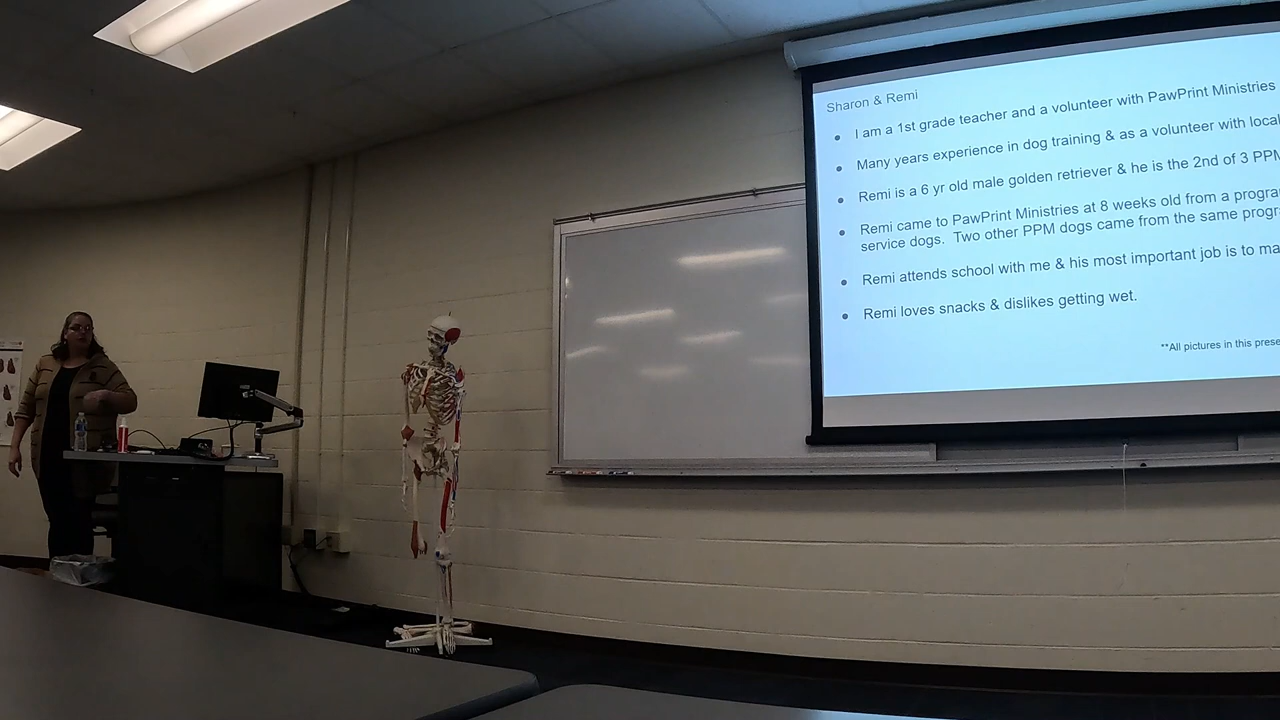 Sharon & Remi
• I am a 1st grade teacher and a volunteer with PawPrint Ministries
• Many years experience in dog training & as a volunteer with local
• Remi is a 6 yr old male golden retriever & he is the 2nd of 3 PPM
• Remi came to PawPrint Ministries at 8 weeks old from a
service dogs. Two other PPM dogs came from the same
• Remi attends school with me & his most important job is to
• Remi loves snacks & dislikes getting wet.
**All pictures in this